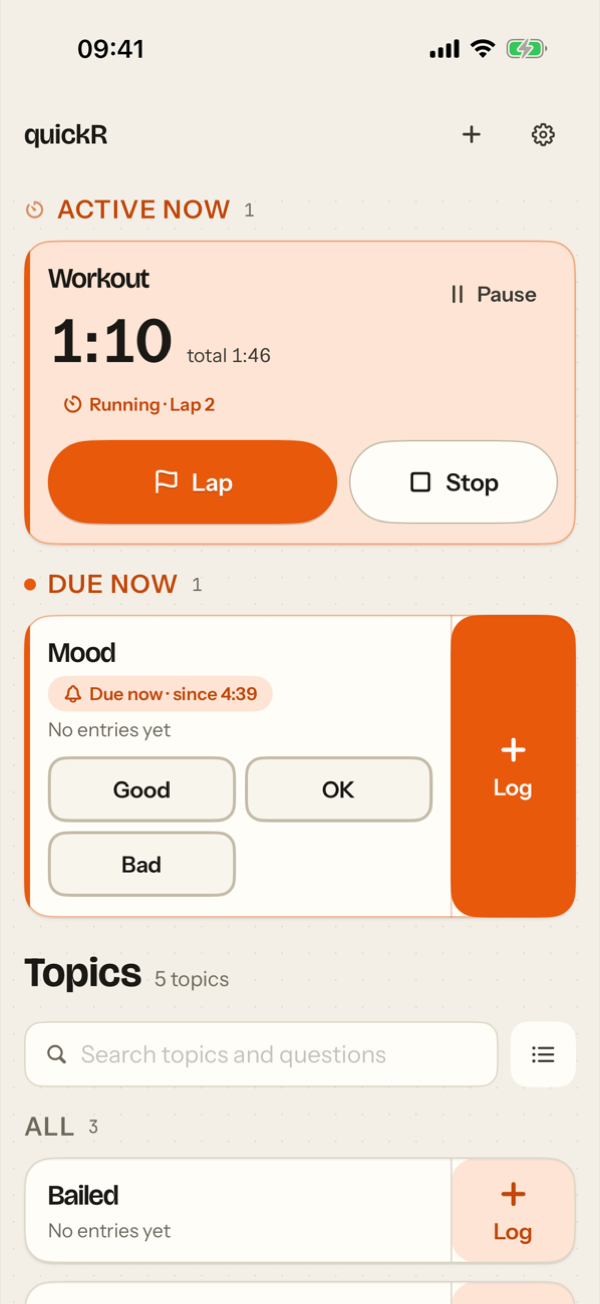 09:41
quickR
ACTIVE NOW 1
Workout
Pause
1:10 total 1:46
Running · Lap 2
Lap
Stop
DUE NOW 1
Mood
Due now · since 4:39
No entries yet
Good
OK
Bad
Log
Topics 5 topics
Search topics and questions
ALL 3
Bailed
No entries yet
Log